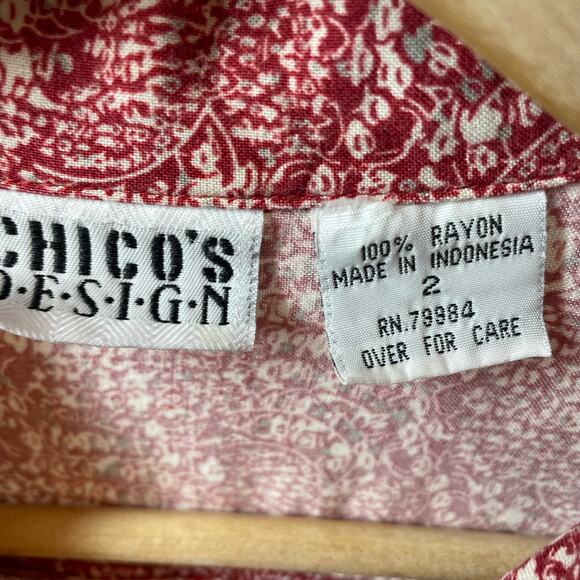 CHICO'S
D·E·S·I·G·N
100% RAYON
MADE IN INDONESIA
2
RN.79984
OVER FOR CARE